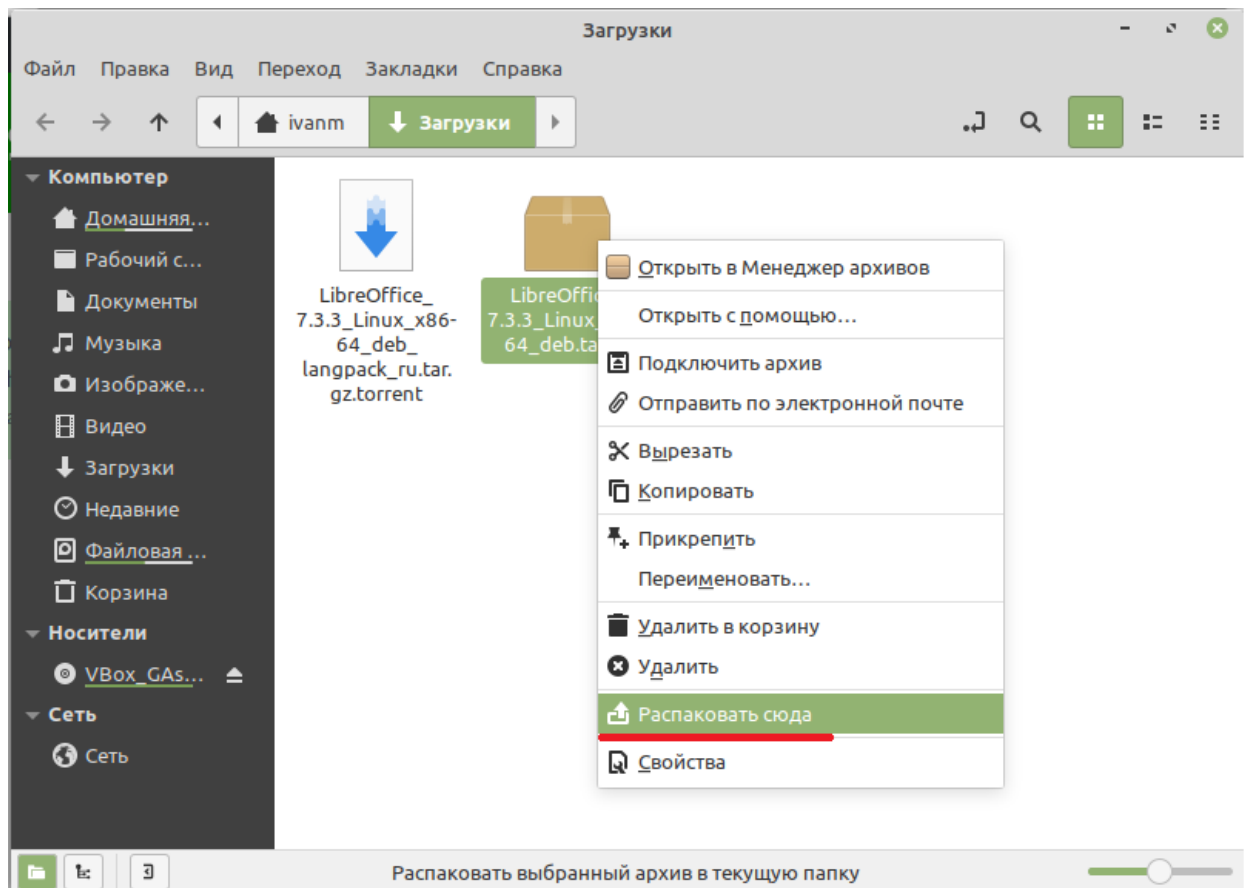 Загрузки
Файл Правка Вид Переход Закладки Справка
ivanm Загрузки
Компьютер
Домашняя...
Рабочий с...
Документы
Музыка
Изображе...
Видео
Загрузки
Недавние
Файловая ...
Корзина
Носители
VBox_GAs...
Сеть
Сеть
LibreOffice_
7.3.3_Linux_x86-
64_deb_
langpack_ru.tar.
gz.torrent
LibreOffic
7.3.3_Linux_
64_deb.ta
Открыть в Менеджер архивов
Открыть с помощью...
Подключить архив
Отправить по электронной почте
Вырезать
Копировать
Прикрепить
Переименовать...
Удалить в корзину
Удалить
Распаковать сюда
Свойства
Распаковать выбранный архив в текущую папку